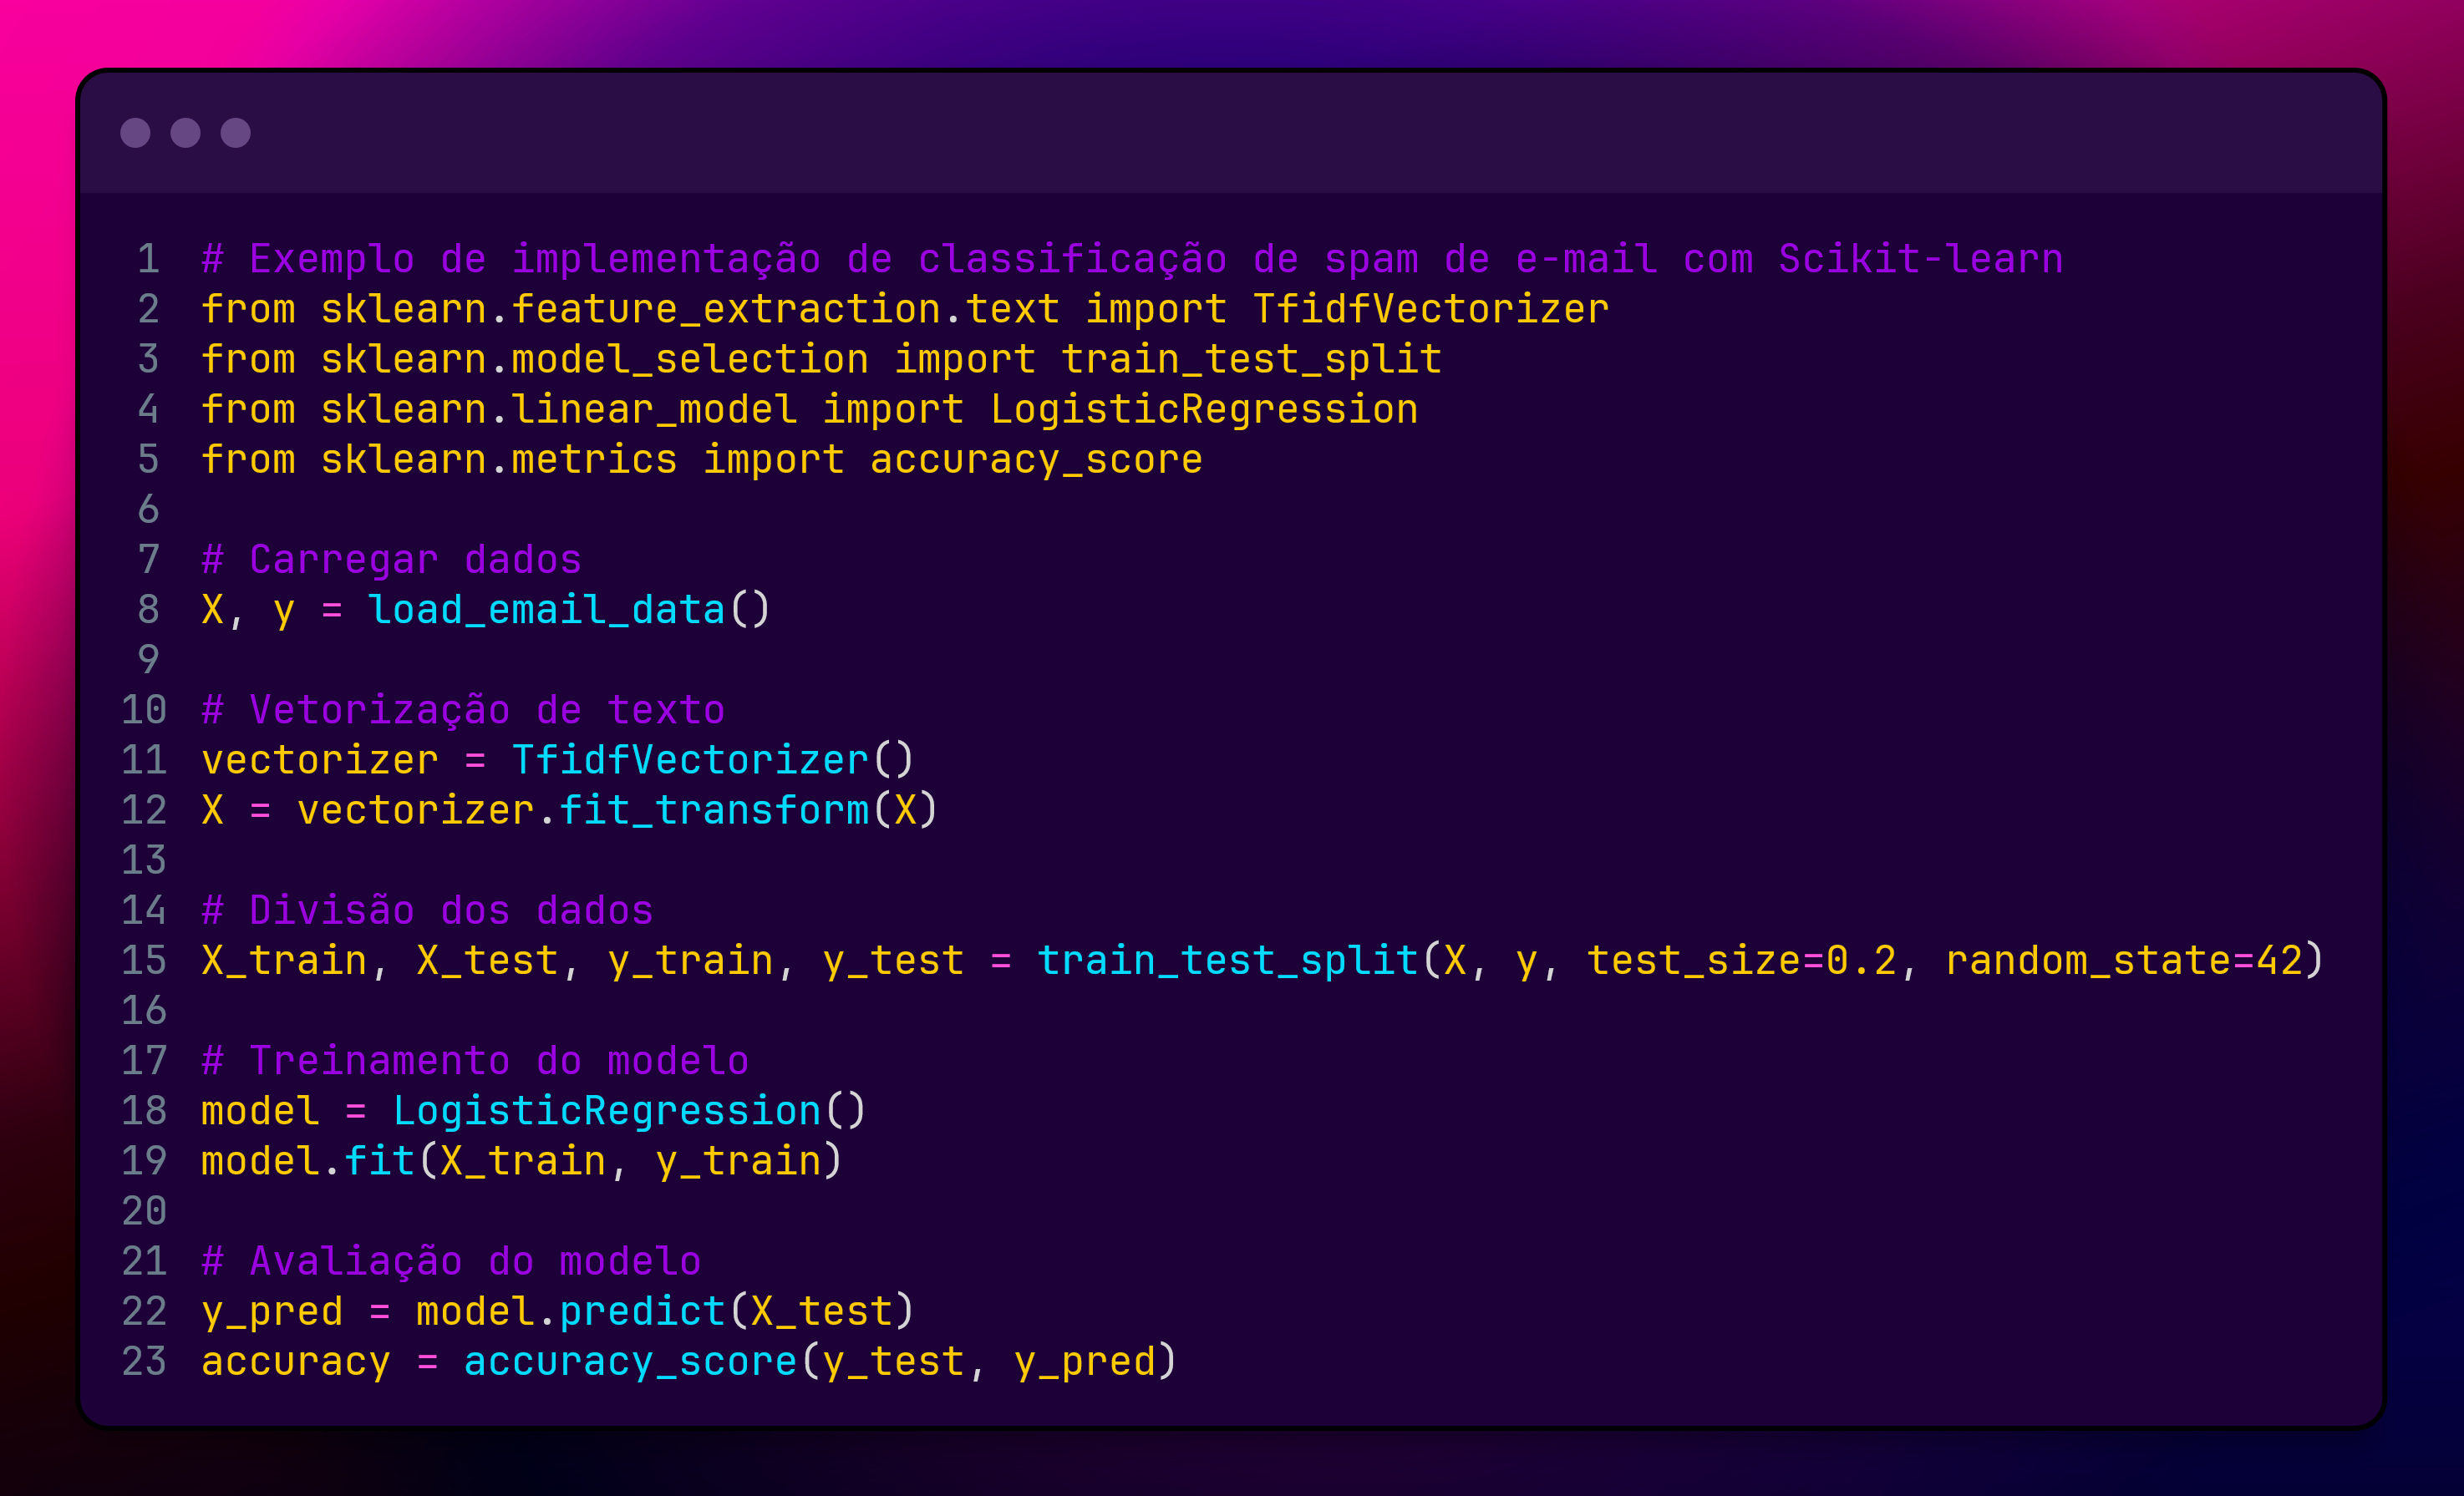 1 # Exemplo de implementação de classificação de spam de e-mail com Scikit-learn
2 from sklearn.feature_extraction.text import TfidfVectorizer
3 from sklearn.model_selection import train_test_split
4 from sklearn.linear_model import LogisticRegression
5 from sklearn.metrics import accuracy_score
6
7 # Carregar dados
8 X, y = load_email_data()
9
10 # Vetorização de texto
11 vectorizer = TfidfVectorizer()
12 X = vectorizer.fit_transform(X)
13
14 # Divisão dos dados
15 X_train, X_test, y_train, y_test = train_test_split(X, y, test_size=0.2, random_state=42)
16
17 # Treinamento do modelo
18 model = LogisticRegression()
19 model.fit(X_train, y_train)
20
21 # Avaliação do modelo
22 y_pred = model.predict(X_test)
23 accuracy = accuracy_score(y_test, y_pred)